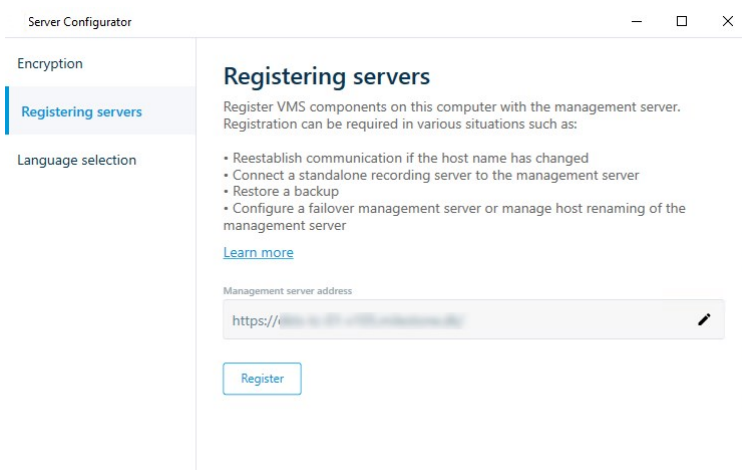 Server Configurator
Encryption
Registering servers
Language selection
Registering servers
Register VMS components on this computer with the management server.
Registration can be required in various situations such as:
• Reestablish communication if the host name has changed
• Connect a standalone recording server to the management server
• Restore a backup
• Configure a failover management server or manage host renaming of the
management server
Learn more
Management server address
https://
Register